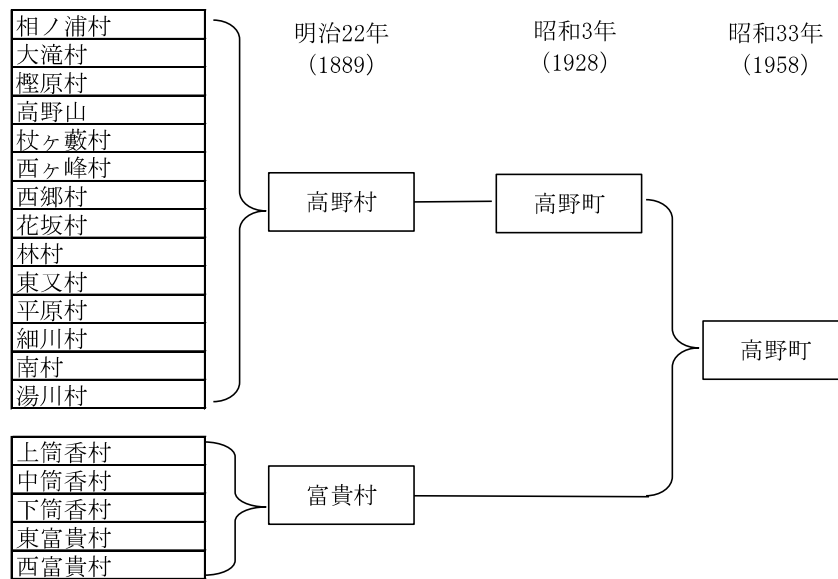 相ノ浦村
大滝村
樫原村
高野山
杖ヶ藪村
西ヶ峰村
西郷村
花坂村
林村
東又村
平原村
細川村
南村
湯川村
上筒香村
中筒香村
下筒香村
東富貴村
西富貴村
明治22年
(1889)
高野村
富貴村
昭和3年
(1928)
高野町
昭和33年
(1958)
高野町